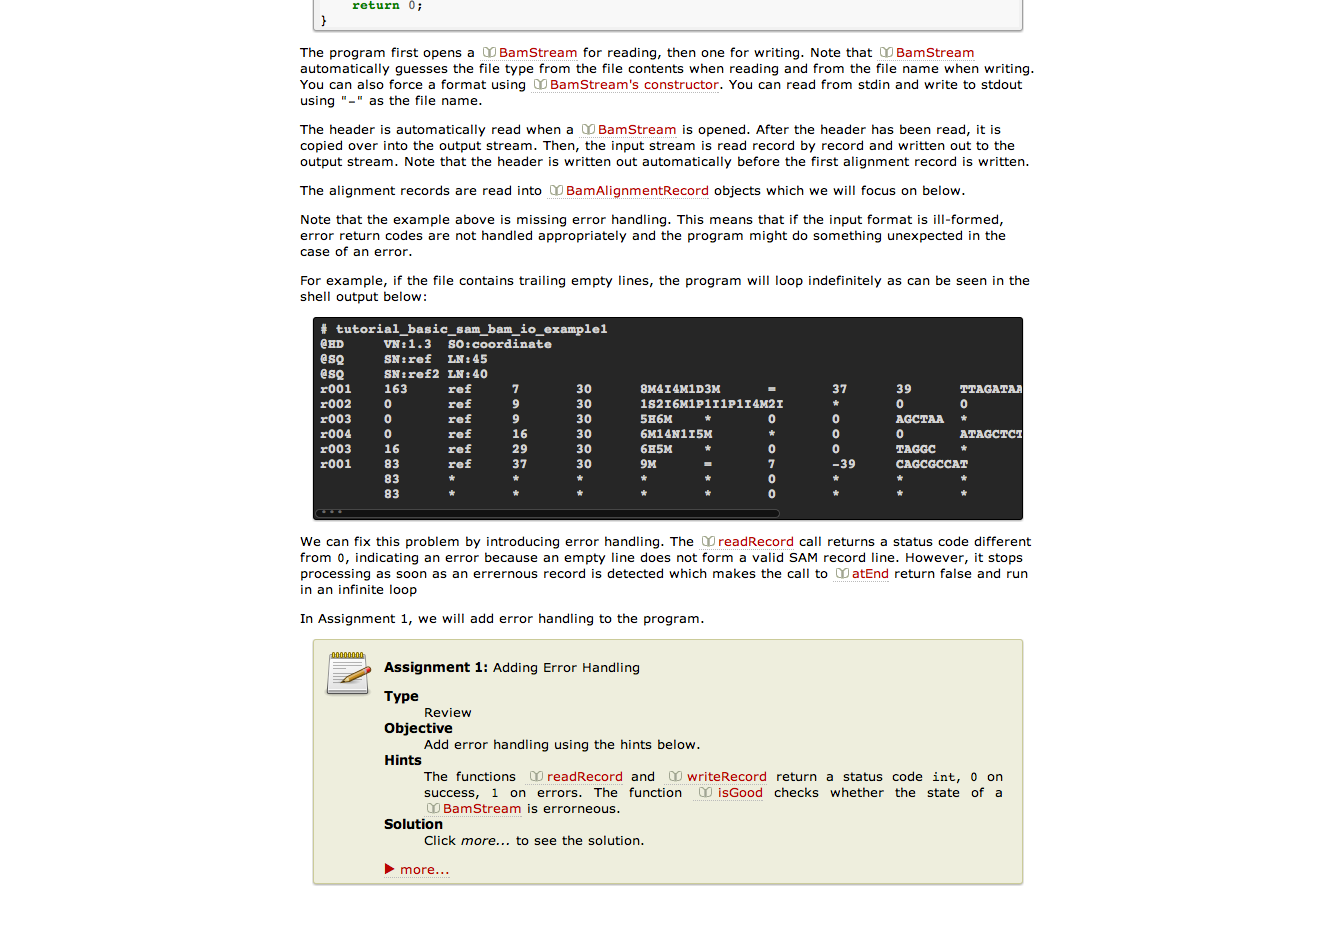 return 0;
}
The program first opens a BamStream for reading, then one for writing. Note that BamStream
automatically guesses the file type from the file contents when reading and from the file name when writing.
You can also force a format using BamStream's constructor. You can read from stdin and write to stdout
using "-" as the file name.
The header is automatically read when a BamStream is opened. After the header has been read, it is
copied over into the output stream. Then, the input stream is read record by record and written out to the
output stream. Note that the header is written out automatically before the first alignment record is written.
The alignment records are read into BamAlignmentRecord objects which we will focus on below.
Note that the example above is missing error handling. This means that if the input format is ill-formed,
error return codes are not handled appropriately and the program might do something unexpected in the
case of an error.
For example, if the file contains trailing empty lines, the program will loop indefinitely as can be seen in the
shell output below:
# tutorial_basic_sam_bam_io_example1
@HD VN:1.3 SO:coordinate
@SQ SN:ref LN:45
@SQ SN:ref2 LN:40
r001 163 ref 7 30 8M4I4M1D3M = 37 39 TTAGATAA
r002 0 ref 9 30 1S2I6M1P1I1P1I4M2I * 0 0
r003 0 ref 9 30 5H6M * 0 0 AGCTAA *
r004 0 ref 16 30 6M14N1I5M * 0 0 ATAGCTCT
r003 16 ref 29 30 6H5M * 0 0 TAGGC *
r001 83 ref 37 30 9M = 7 -39 CAGCGCCAT
83 * * * * * 0 * * *
83 * * * * * 0 * * *
We can fix this problem by introducing error handling. The readRecord call returns a status code different
from 0, indicating an error because an empty line does not form a valid SAM record line. However, it stops
processing as soon as an errernous record is detected which makes the call to atEnd return false and run
in an infinite loop
In Assignment 1, we will add error handling to the program.
Assignment 1: Adding Error Handling
Type
Review
Objective
Add error handling using the hints below.
Hints
The functions readRecord and writeRecord return a status code int, 0 on
success, 1 on errors. The function isGood checks whether the state of a
BamStream is errorneous.
Solution
Click more... to see the solution.
more...